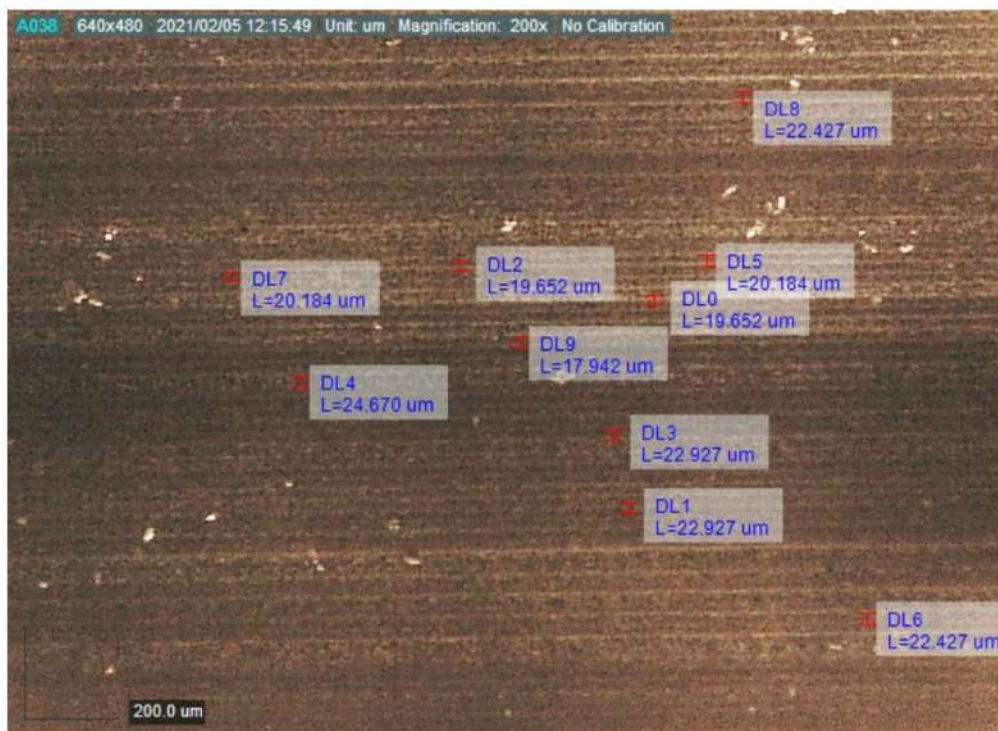 A038 640x480 2021/02/05 12:15:49 Unit: um Magnification: 200x No Calibration
DL8
L=22.427 um
DL2
L=19.652 um
DL5
L=20.184 um
DL7
L=20.184 um
DL0
L=19.652 um
DL9
L=17.942 um
DL4
L=24.670 um
DL3
L=22.927 um
DL1
L=22.927 um
DL6
L=22.427 um
200.0 um